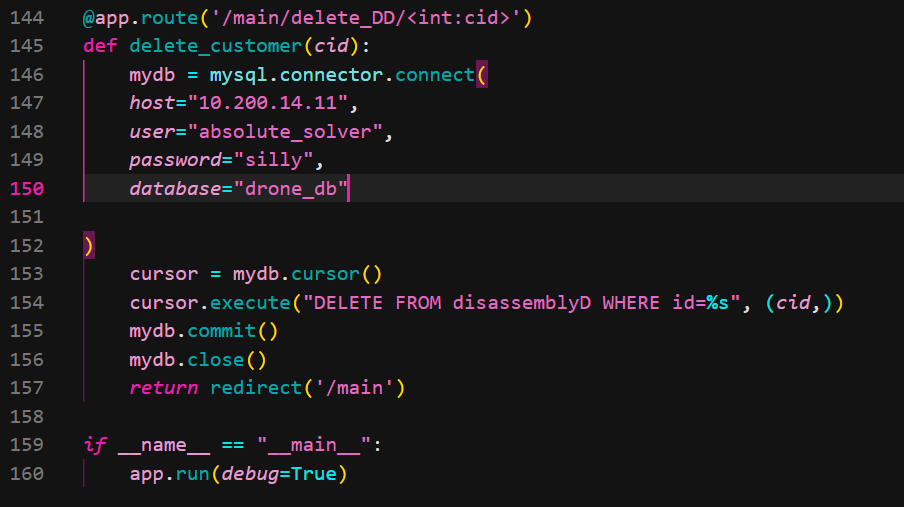 144 @app.route('/main/delete_DD/<int:cid>')
145 def delete_customer(cid):
146     mydb = mysql.connector.connect(
147     host="10.200.14.11",
148     user="absolute_solver",
149     password="silly",
150     database="drone_db"
151
152 )
153     cursor = mydb.cursor()
154     cursor.execute("DELETE FROM disassemblyD WHERE id=%s", (cid,))
155     mydb.commit()
156     mydb.close()
157     return redirect('/main')
158
159 if __name__ == "__main__":
160     app.run(debug=True)